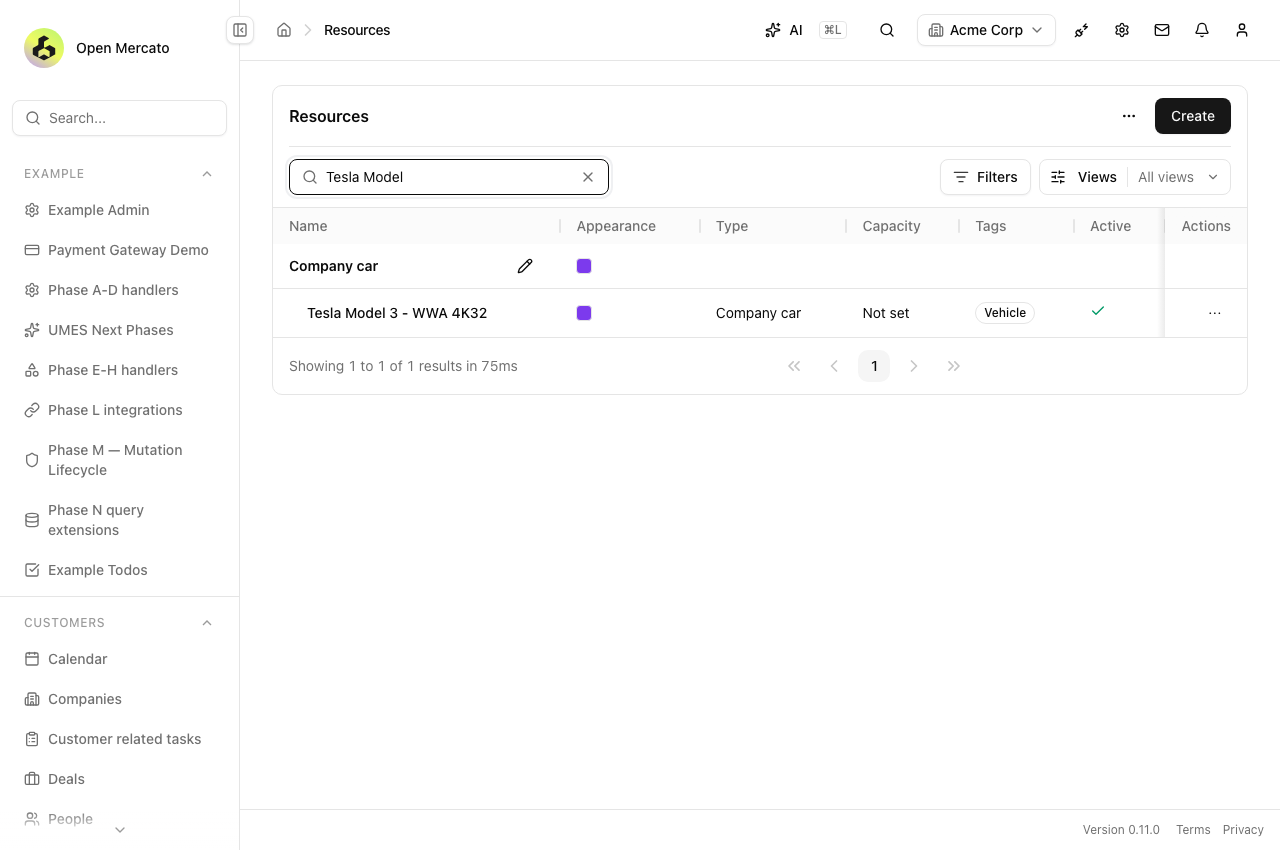 Open Mercato
Resources
AI
⌘L
Acme Corp
Search...
EXAMPLE
Example Admin
Payment Gateway Demo
Phase A-D handlers
UMES Next Phases
Phase E-H handlers
Phase L integrations
Phase M — Mutation
Lifecycle
Phase N query
extensions
Example Todos
CUSTOMERS
Calendar
Companies
Customer related tasks
Deals
People
Resources
Create
Tesla Model
Filters
Views
All views
Name
Appearance
Type
Capacity
Tags
Active
Actions
Company car
Tesla Model 3 - WWA 4K32
Company car
Not set
Vehicle
Showing 1 to 1 of 1 results in 75ms
1
Version 0.11.0
Terms
Privacy